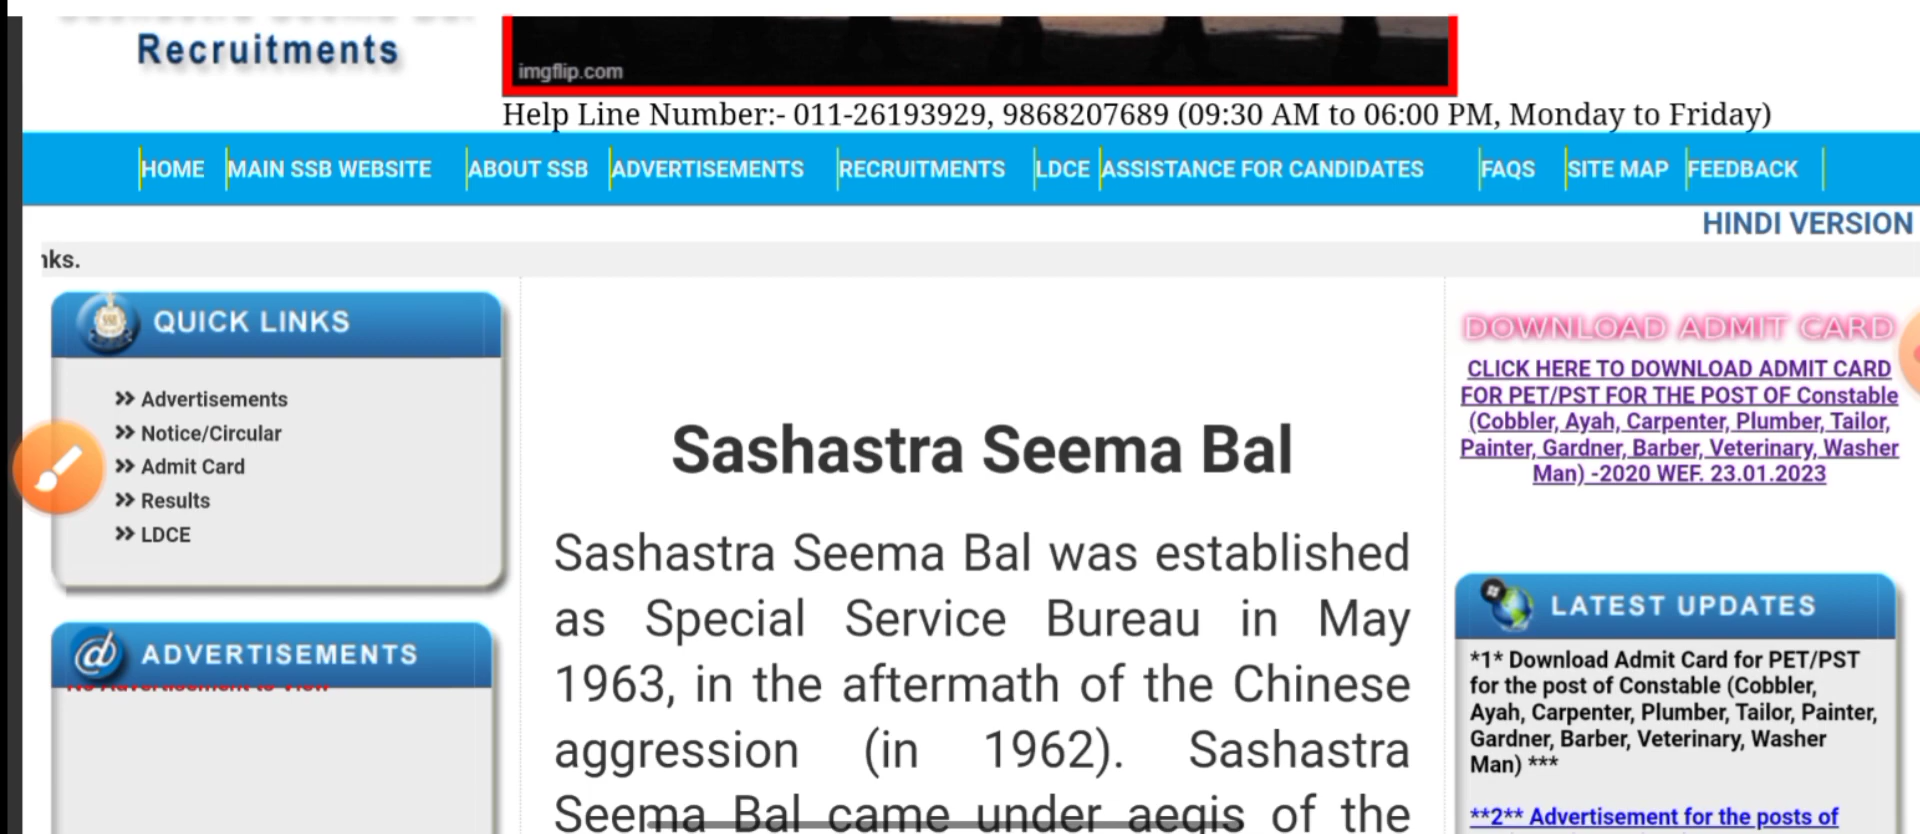 Recruitments
imgflip.com
Help Line Number:- 011-26193929, 9868207689 (09:30 AM to 06:00 PM, Monday to Friday)
HOME MAIN SSB WEBSITE ABOUT SSB ADVERTISEMENTS RECRUITMENTS LDCE ASSISTANCE FOR CANDIDATES FAQS SITE MAP FEEDBACK
HINDI VERSION
nks.
QUICK LINKS
>> Advertisements
>> Notice/Circular
>> Admit Card
>> Results
>> LDCE
ADVERTISEMENTS
No Advertisement to View
Sashastra Seema Bal
Sashastra Seema Bal was established
as Special Service Bureau in May
1963, in the aftermath of the Chinese
aggression (in 1962). Sashastra
Seema Bal came under aegis of the
DOWNLOAD ADMIT CARD
CLICK HERE TO DOWNLOAD ADMIT CARD
FOR PET/PST FOR THE POST OF Constable
(Cobbler, Ayah, Carpenter, Plumber, Tailor,
Painter, Gardner, Barber, Veterinary, Washer
Man) -2020 WEF. 23.01.2023
LATEST UPDATES
*1* Download Admit Card for PET/PST
for the post of Constable (Cobbler,
Ayah, Carpenter, Plumber, Tailor, Painter,
Gardner, Barber, Veterinary, Washer
Man) ***
**2** Advertisement for the posts of